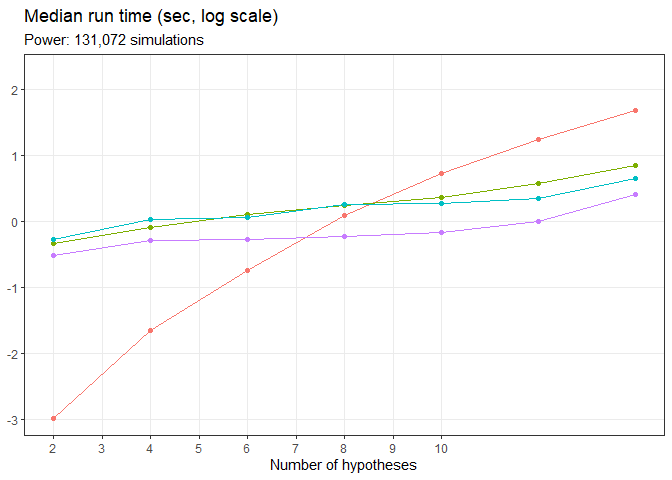 Median run time (sec, log scale)
Power: 131,072 simulations
2
1
0
-1
-2
-3
2 3 4 5 6 7 8 9 10
Number of hypotheses